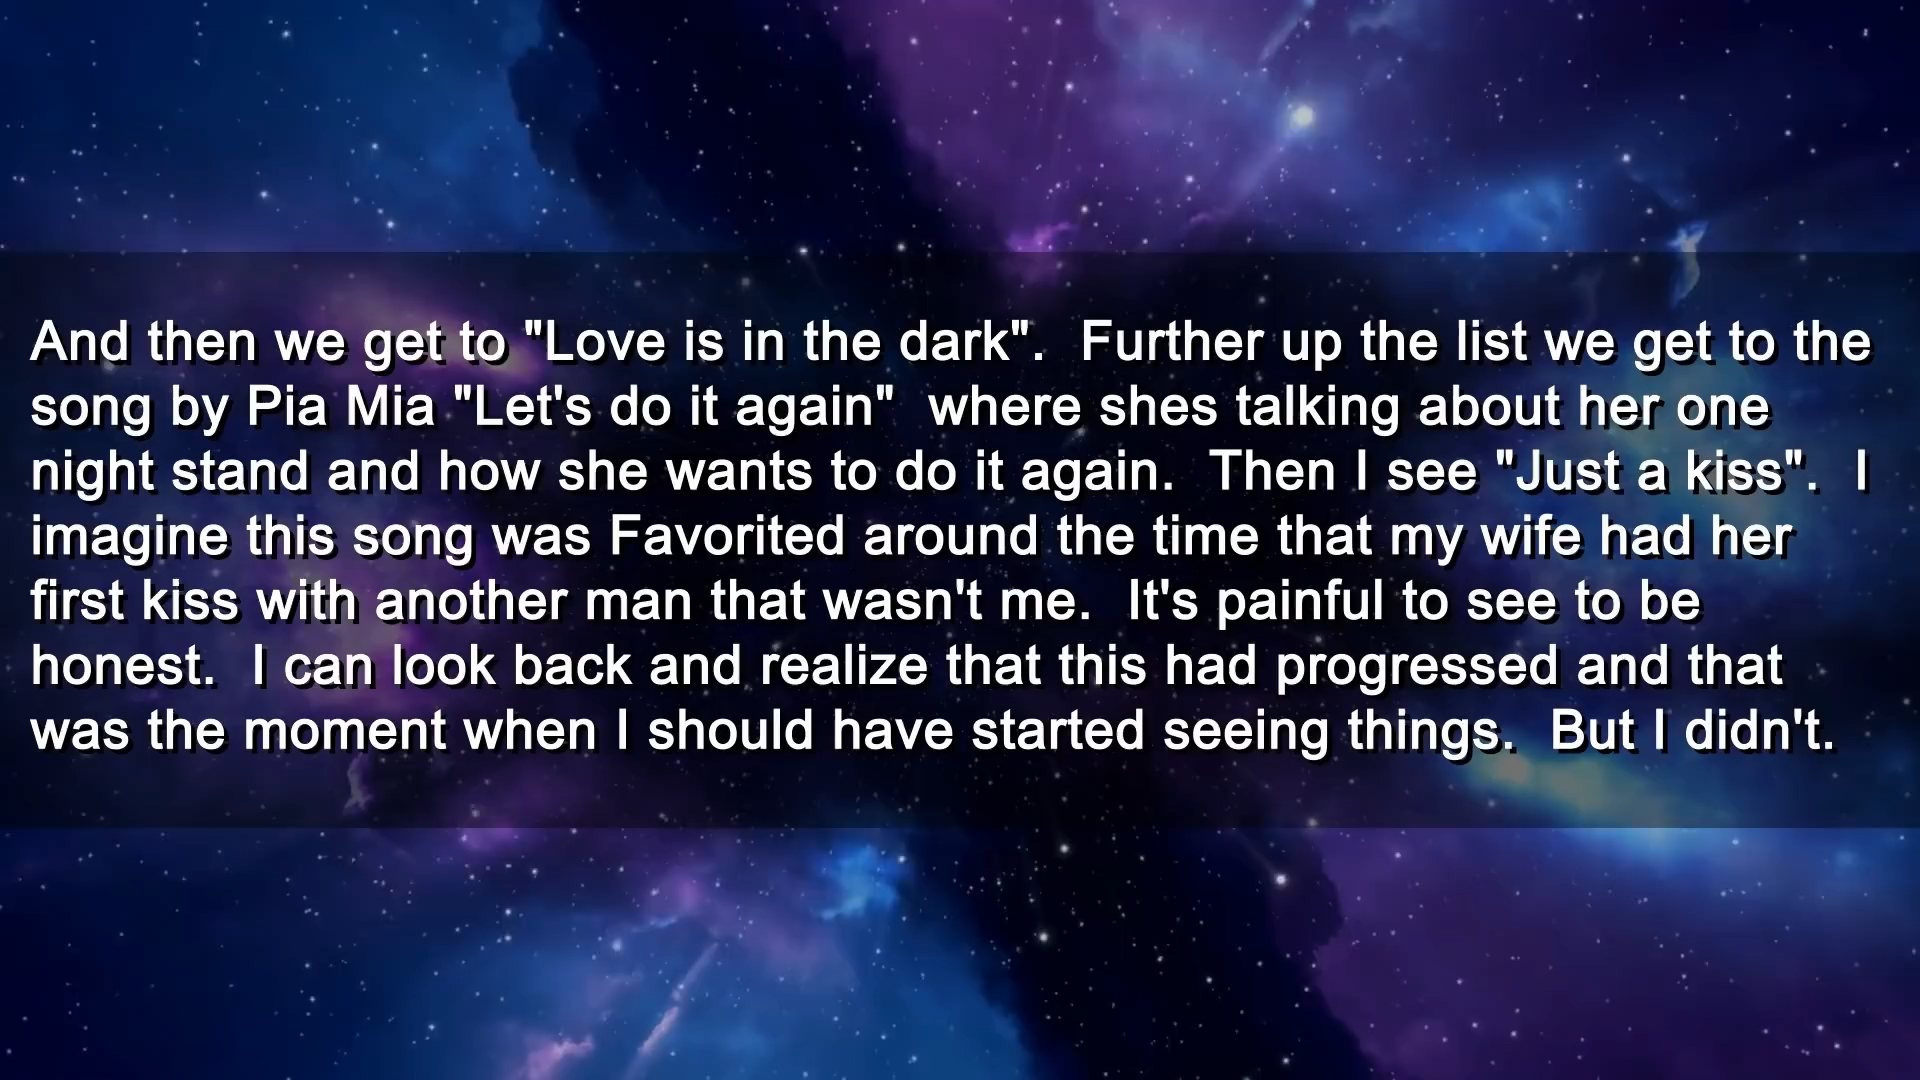 And then we get to "Love is in the dark".  Further up the list we get to the
song by Pia Mia "Let's do it again"  where shes talking about her one
night stand and how she wants to do it again.  Then I see "Just a kiss".  I
imagine this song was Favorited around the time that my wife had her
first kiss with another man that wasn't me.  It's painful to see to be
honest.  I can look back and realize that this had progressed and that
was the moment when I should have started seeing things.  But I didn't.